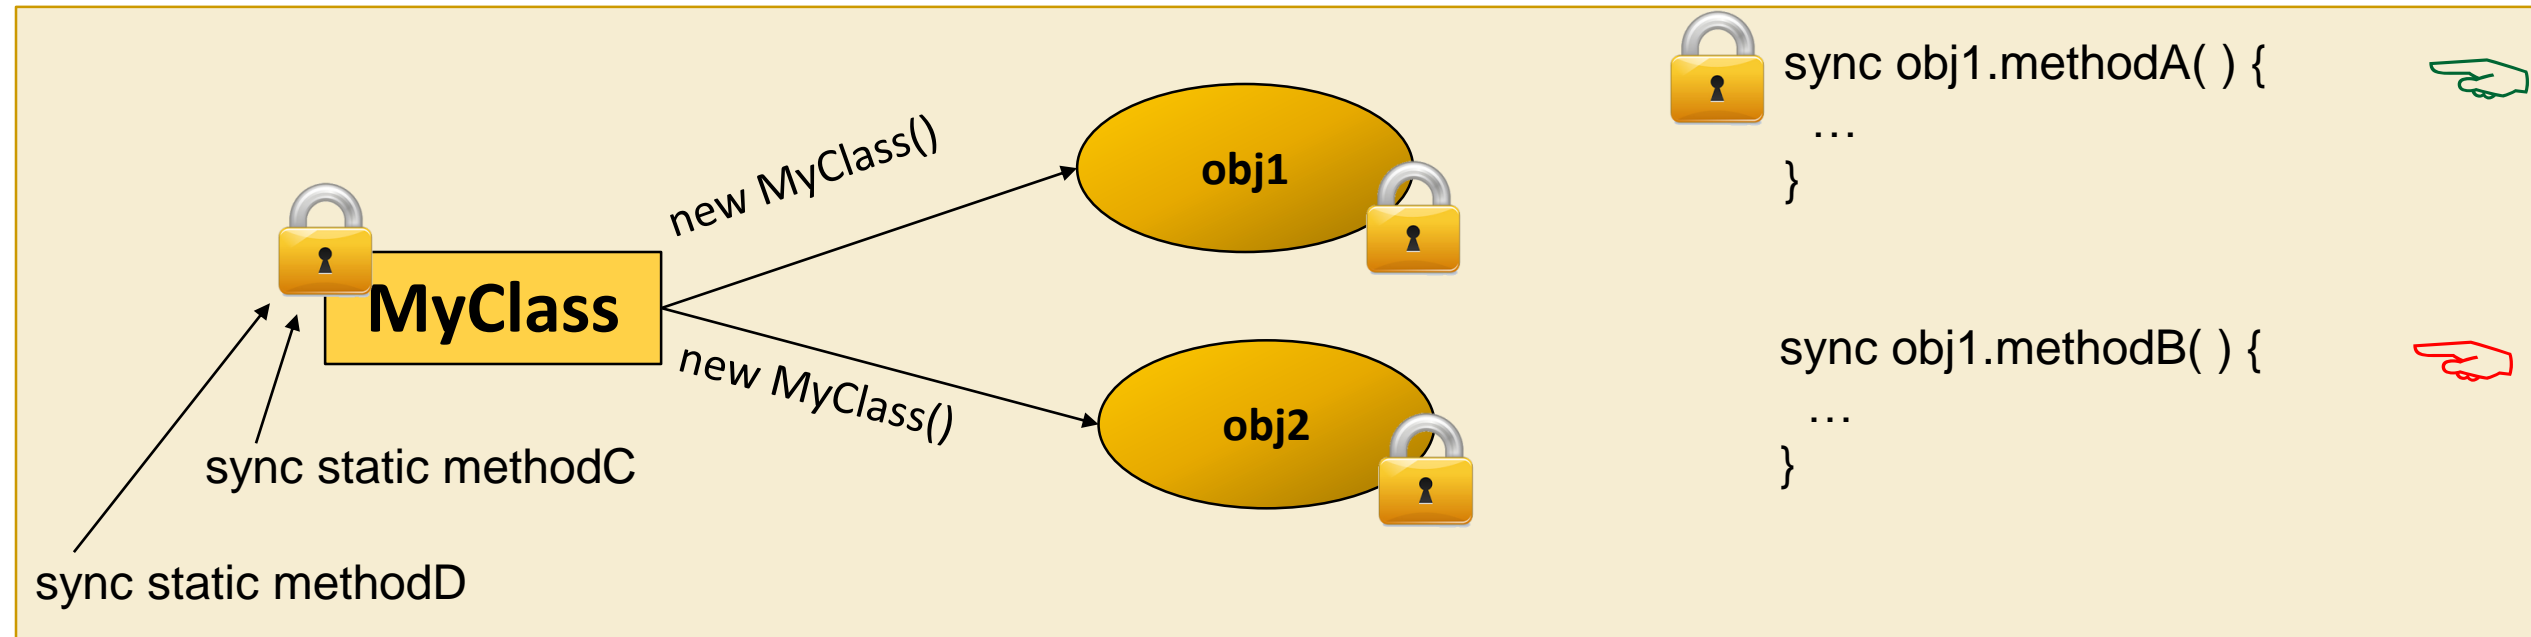 new MyClass()
obj1
MyClass
new MyClass()
obj2
sync static methodC
sync static methodD
sync obj1.methodA( ) {
…
}
sync obj1.methodB( ) {
…
}